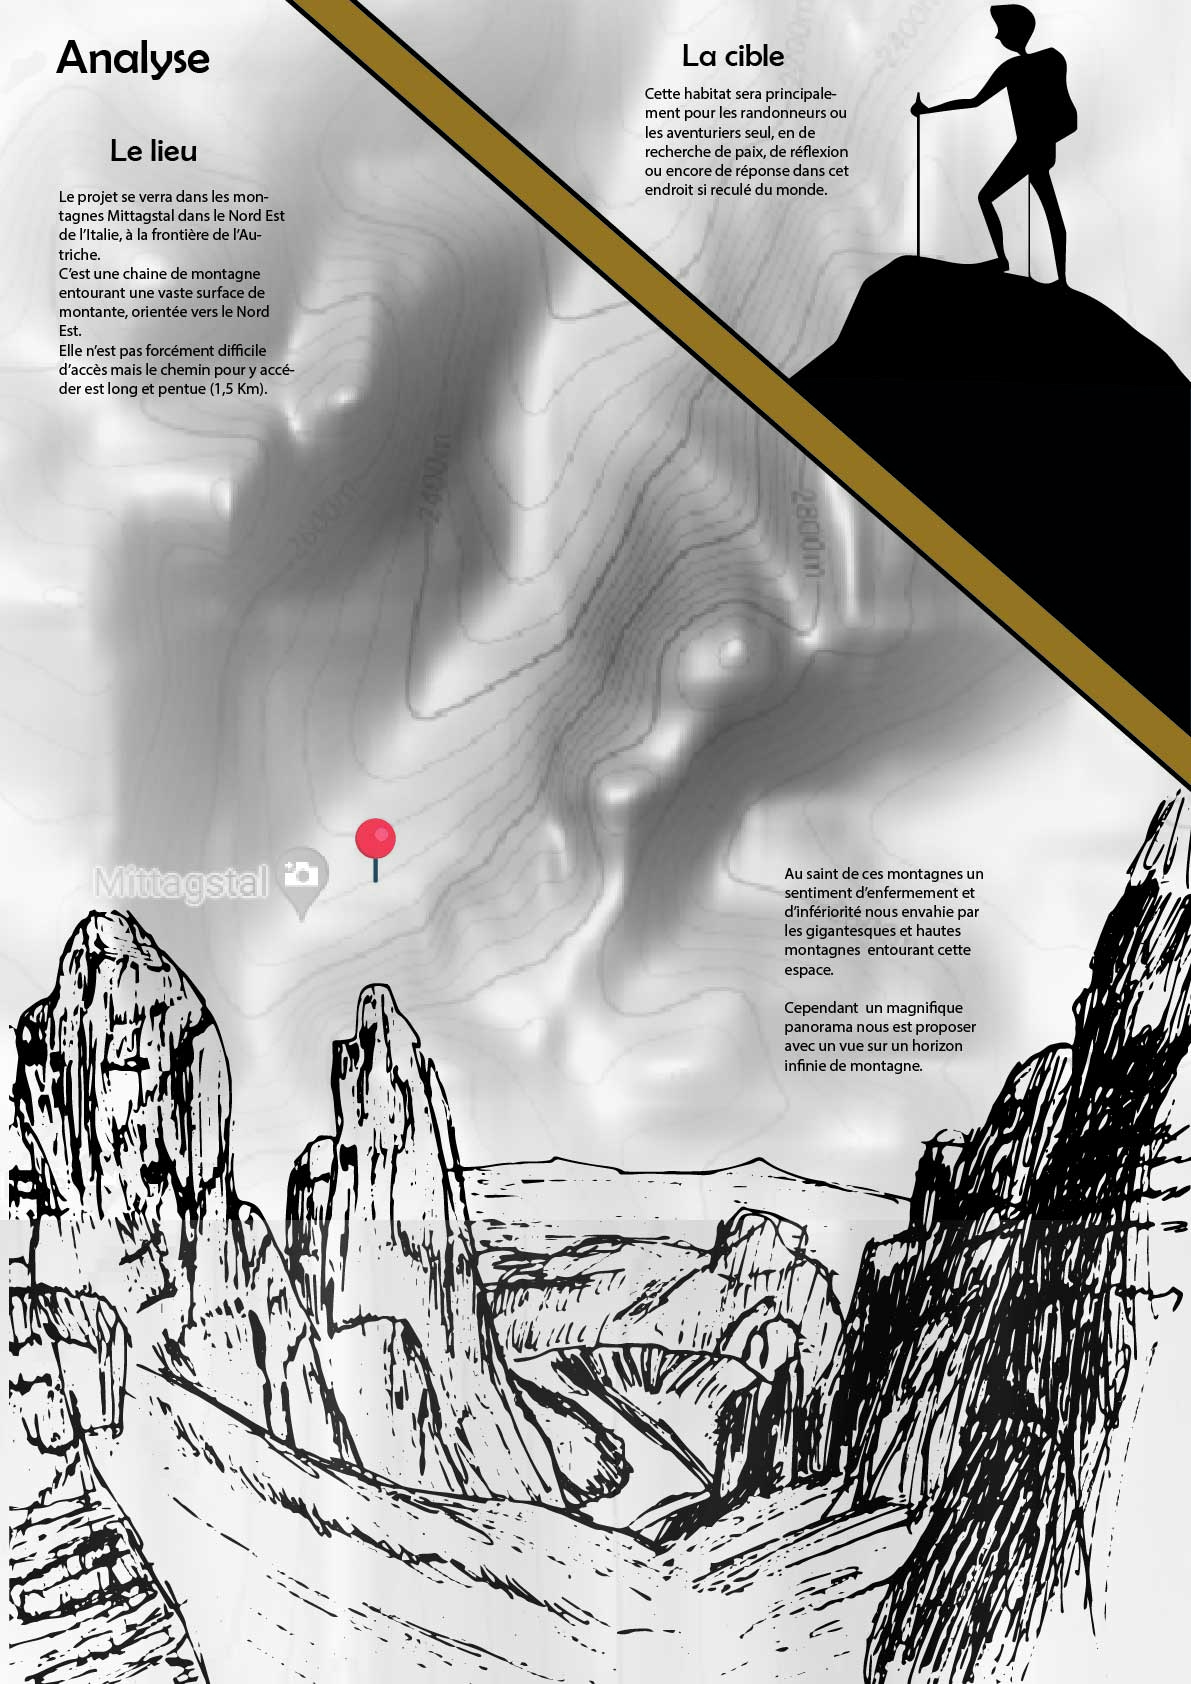 Analyse
Le lieu
Le projet se verra dans les mon-
tagnes Mittagstal dans le Nord Est
de l'Italie, à la frontière de l'Au-
triche.
C'est une chaine de montagne
entourant une vaste surface de
montante, orientée vers le Nord
Est.
Elle n'est pas forcément difficile
d'accès mais le chemin pour y accé-
der est long et pentue (1,5 Km).
La cible
Cette habitat sera principale-
ment pour les randonneurs ou
les aventuriers seul, en de
recherche de paix, de réflexion
ou encore de réponse dans cet
endroit si reculé du monde.
2400m
2600m
2400m
2800m
Mittagstal
Au saint de ces montagnes un
sentiment d'enfermement et
d'infériorité nous envahie par
les gigantesques et hautes
montagnes  entourant cette
espace.
Cependant  un magnifique
panorama nous est proposer
avec un vue sur un horizon
infinie de montagne.